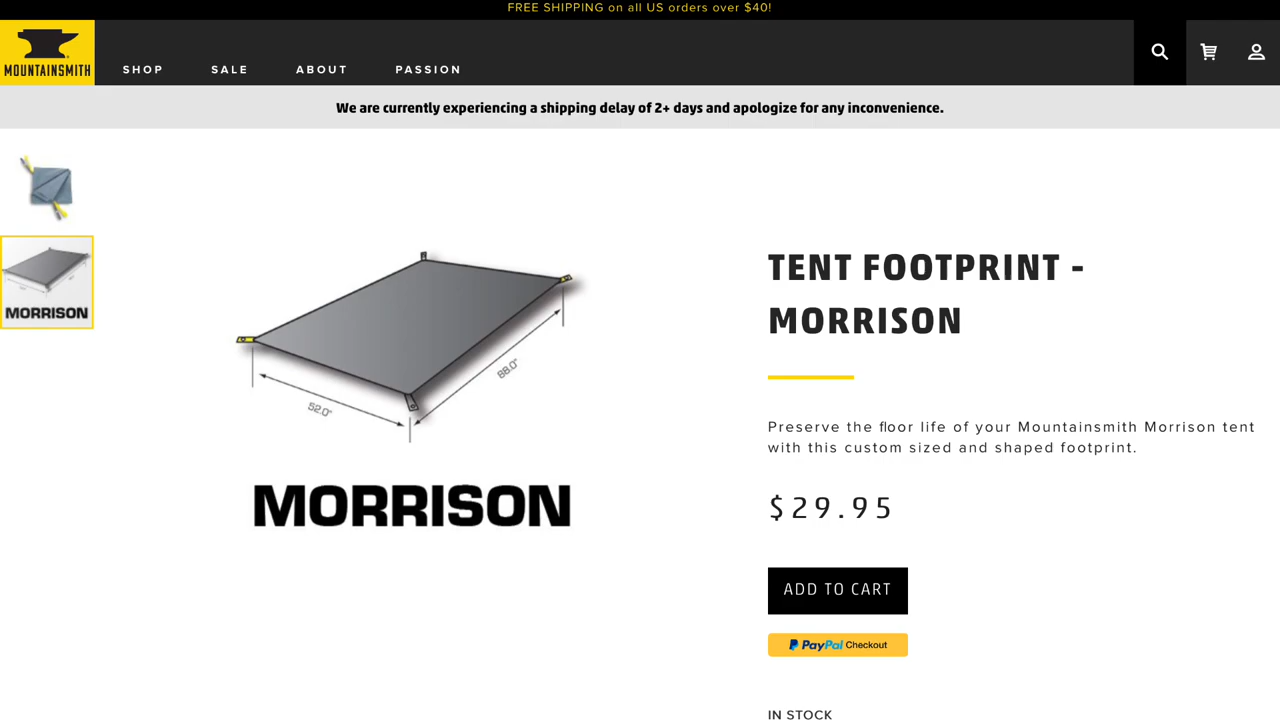 FREE SHIPPING on all US orders over $40!
MOUNTAINSMITH
SHOP SALE ABOUT PASSION
We are currently experiencing a shipping delay of 2+ days and apologize for any inconvenience.
MORRISON
52.0"
88.0"
MORRISON
TENT FOOTPRINT -
MORRISON
Preserve the floor life of your Mountainsmith Morrison tent
with this custom sized and shaped footprint.
$29.95
ADD TO CART
PayPal Checkout
IN STOCK